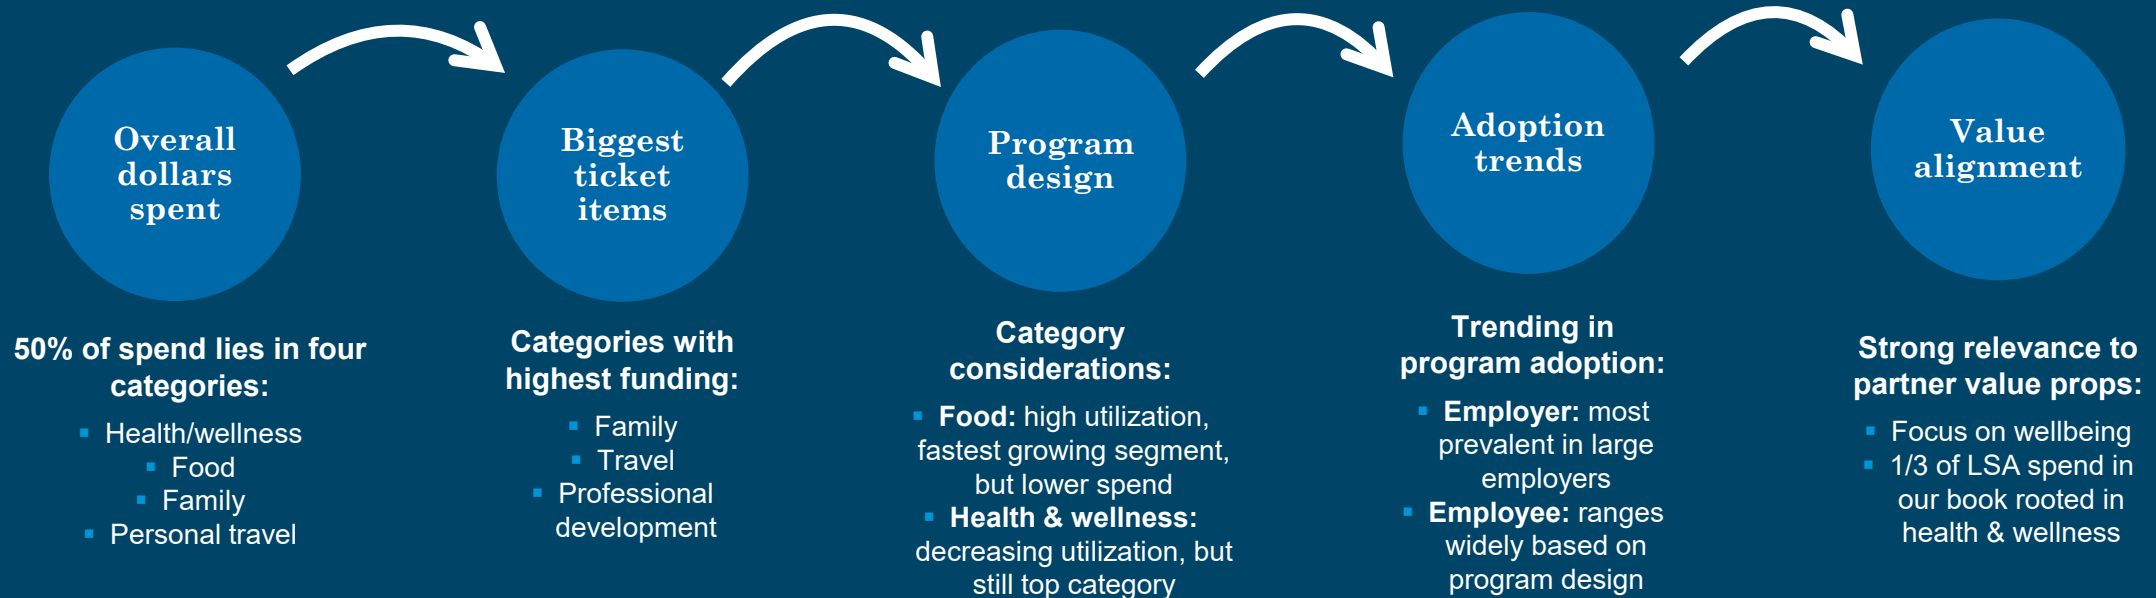 Overall
dollars
spent
50% of spend lies in four
categories:
▪ Health/wellness
▪ Food
▪ Family
▪ Personal travel
Biggest
ticket
items
Categories with
highest funding:
▪ Family
▪ Travel
▪ Professional
development
Program
design
Category
considerations:
▪ Food: high utilization,
fastest growing segment,
but lower spend
▪ Health & wellness:
decreasing utilization, but
still top category
Adoption
trends
Trending in
program adoption:
▪ Employer: most
prevalent in large
employers
▪ Employee: ranges
widely based on
program design
Value
alignment
Strong relevance to
partner value props:
▪ Focus on wellbeing
▪ 1/3 of LSA spend in
our book rooted in
health & wellness